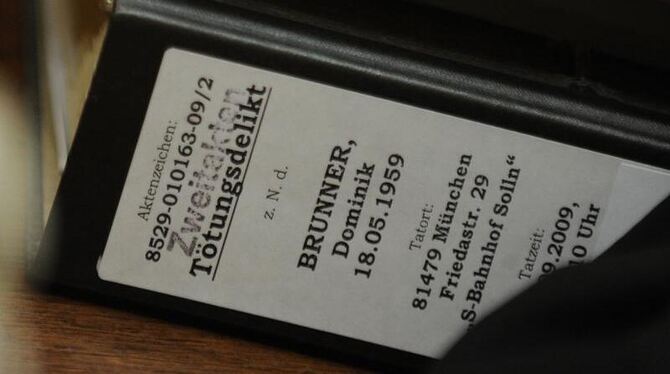 Aktenzeichen:
8529-010163-09/2
Zweitakten
Tötungsdelikt
z. N. d.
BRUNNER,
Dominik
18.05.1959
Tatort:
81479 München
Friedastr. 29
„S-Bahnhof Solln“
Tatzeit:
09.2009,
10 Uhr